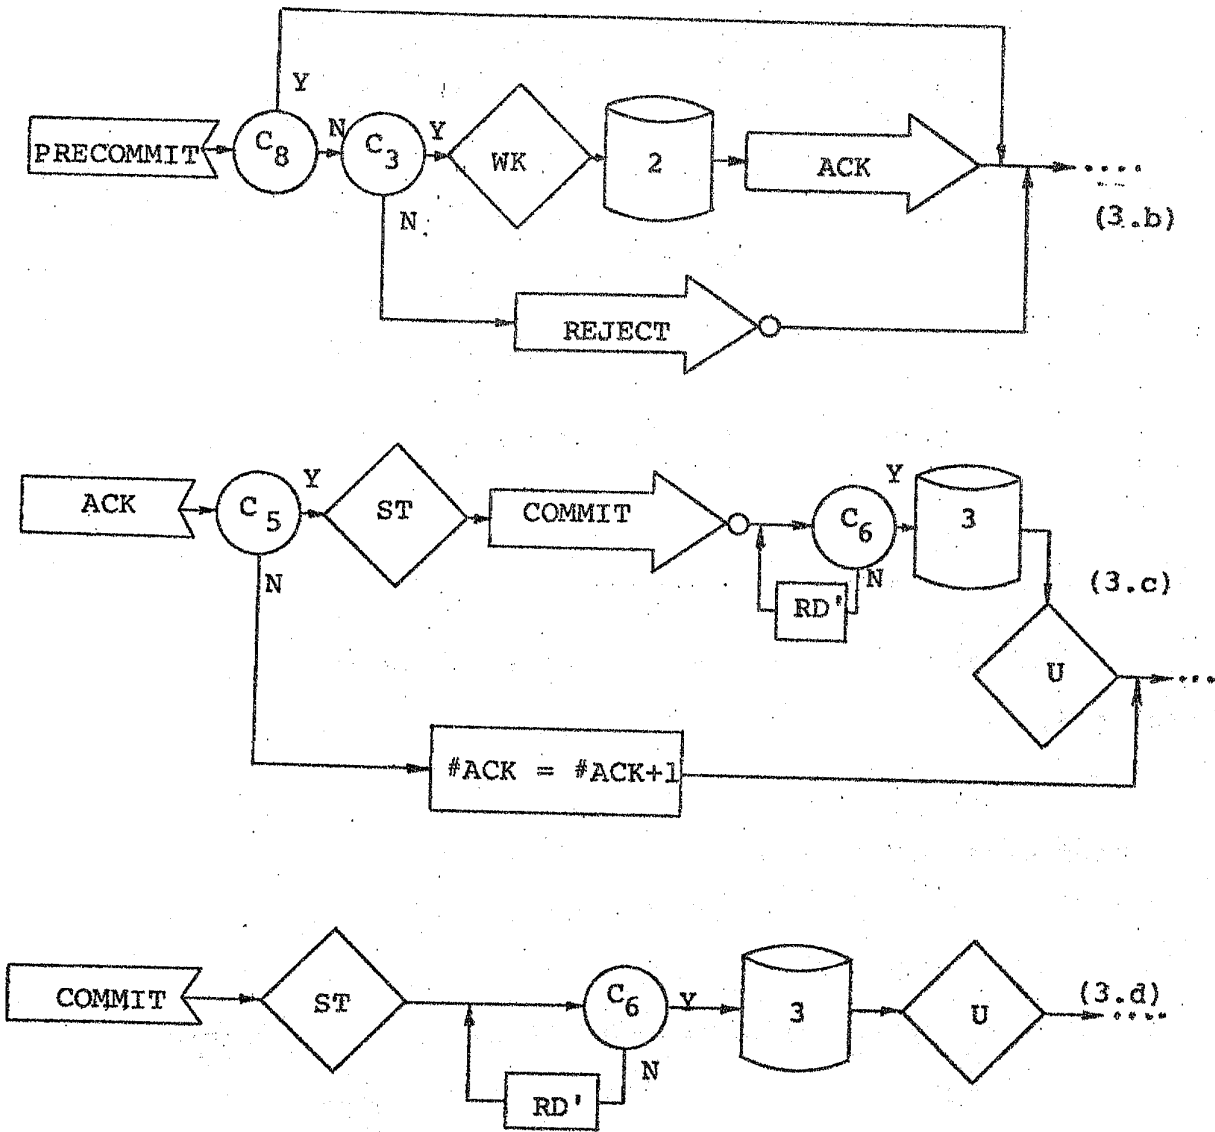 Y
PRECOMMIT
C8
N
C3
Y
WK
2
ACK
....
(3.b)
N
REJECT
ACK
C5
Y
ST
COMMIT
C6
Y
3
N
RD'
(3.c)
U
...
N
#ACK = #ACK+1
COMMIT
ST
C6
Y
3
U
(3.d)
....
N
RD'